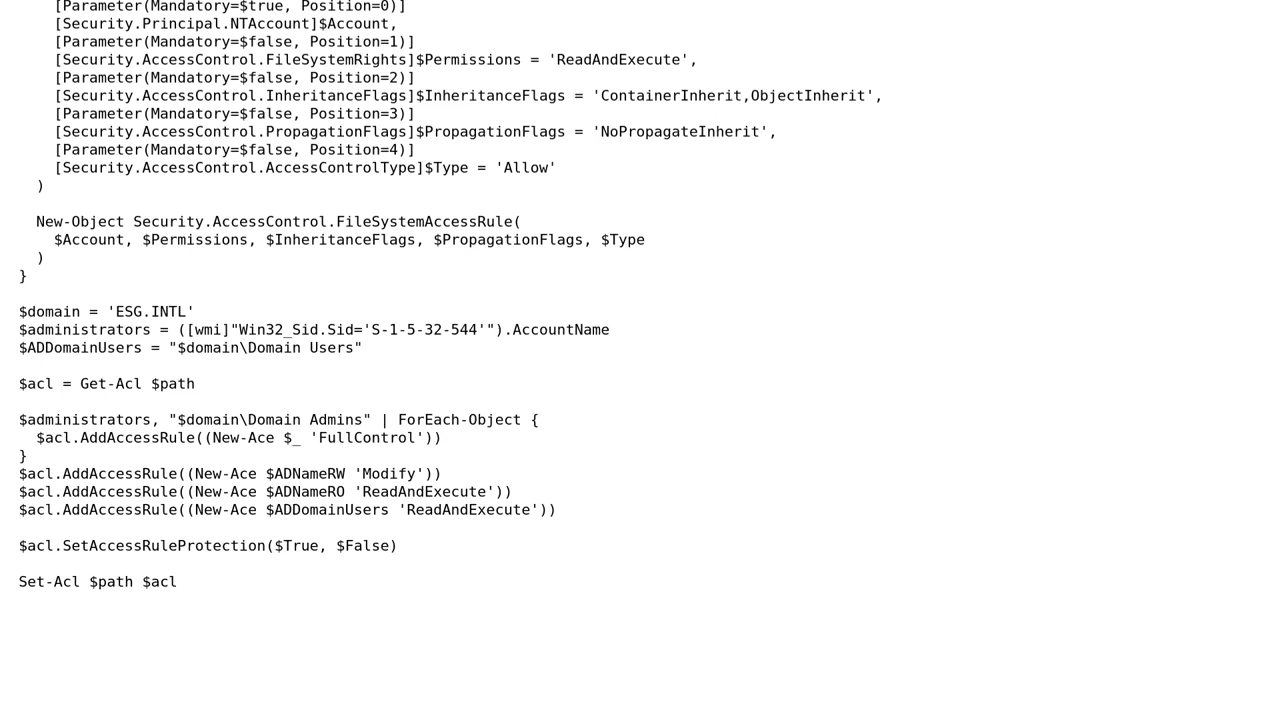 [Parameter(Mandatory=$true, Position=0)]
[Security.Principal.NTAccount]$Account,
[Parameter(Mandatory=$false, Position=1)]
[Security.AccessControl.FileSystemRights]$Permissions = 'ReadAndExecute',
[Parameter(Mandatory=$false, Position=2)]
[Security.AccessControl.InheritanceFlags]$InheritanceFlags = 'ContainerInherit,ObjectInherit',
[Parameter(Mandatory=$false, Position=3)]
[Security.AccessControl.PropagationFlags]$PropagationFlags = 'NoPropagateInherit',
[Parameter(Mandatory=$false, Position=4)]
[Security.AccessControl.AccessControlType]$Type = 'Allow'
)
New-Object Security.AccessControl.FileSystemAccessRule(
$Account, $Permissions, $InheritanceFlags, $PropagationFlags, $Type
)
}
$domain = 'ESG.INTL'
$administrators = ([wmi]"Win32_Sid.Sid='S-1-5-32-544'").AccountName
$ADDomainUsers = "$domain\Domain Users"
$acl = Get-Acl $path
$administrators, "$domain\Domain Admins" | ForEach-Object {
$acl.AddAccessRule((New-Ace $_ 'FullControl'))
}
$acl.AddAccessRule((New-Ace $ADNameRW 'Modify'))
$acl.AddAccessRule((New-Ace $ADNameRO 'ReadAndExecute'))
$acl.AddAccessRule((New-Ace $ADDomainUsers 'ReadAndExecute'))
$acl.SetAccessRuleProtection($True, $False)
Set-Acl $path $acl